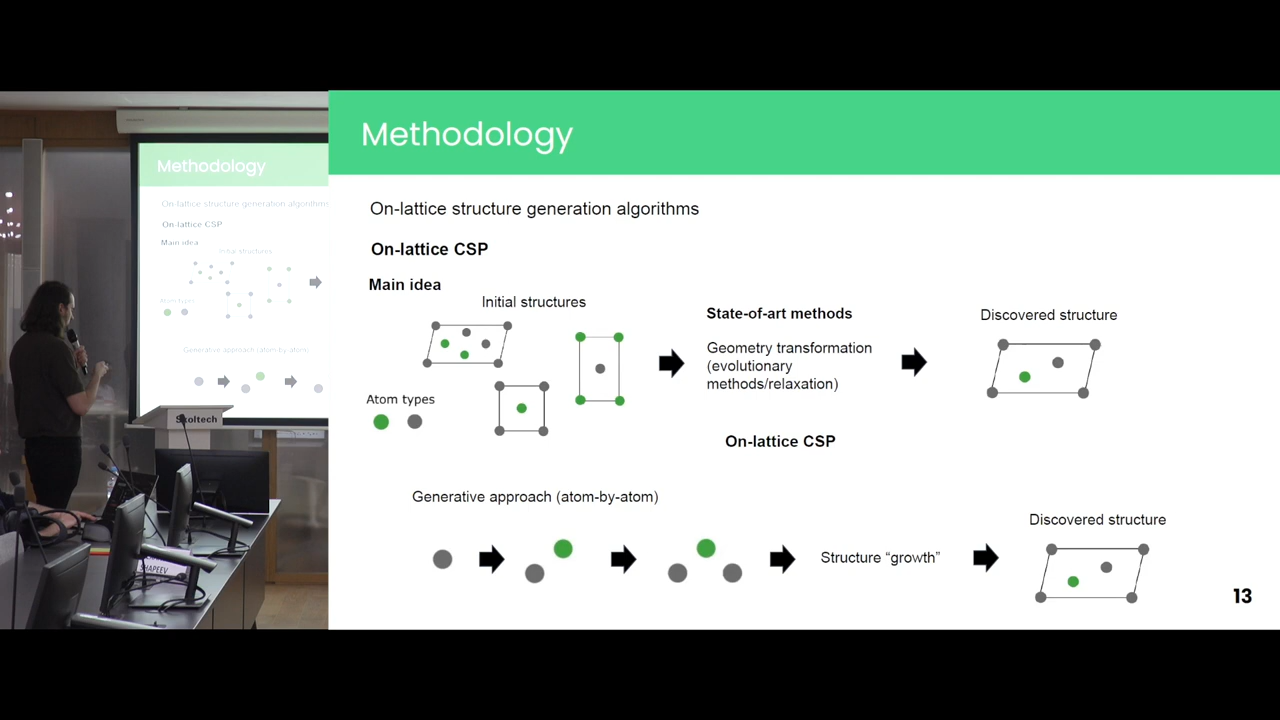 Methodology
On-lattice structure generation algorithms
On-lattice CSP
Main idea
Initial structures
Atom types
State-of-art methods
Geometry transformation
(evolutionary
methods/relaxation)
Discovered structure
On-lattice CSP
Generative approach (atom-by-atom)
Structure “growth”
Discovered structure
13
Methodology
On-lattice structure generation algorithms
On-lattice CSP
Main idea
Initial structures
Atom types
Generative approach (atom by atom)
Skoltech
SHAPEEV